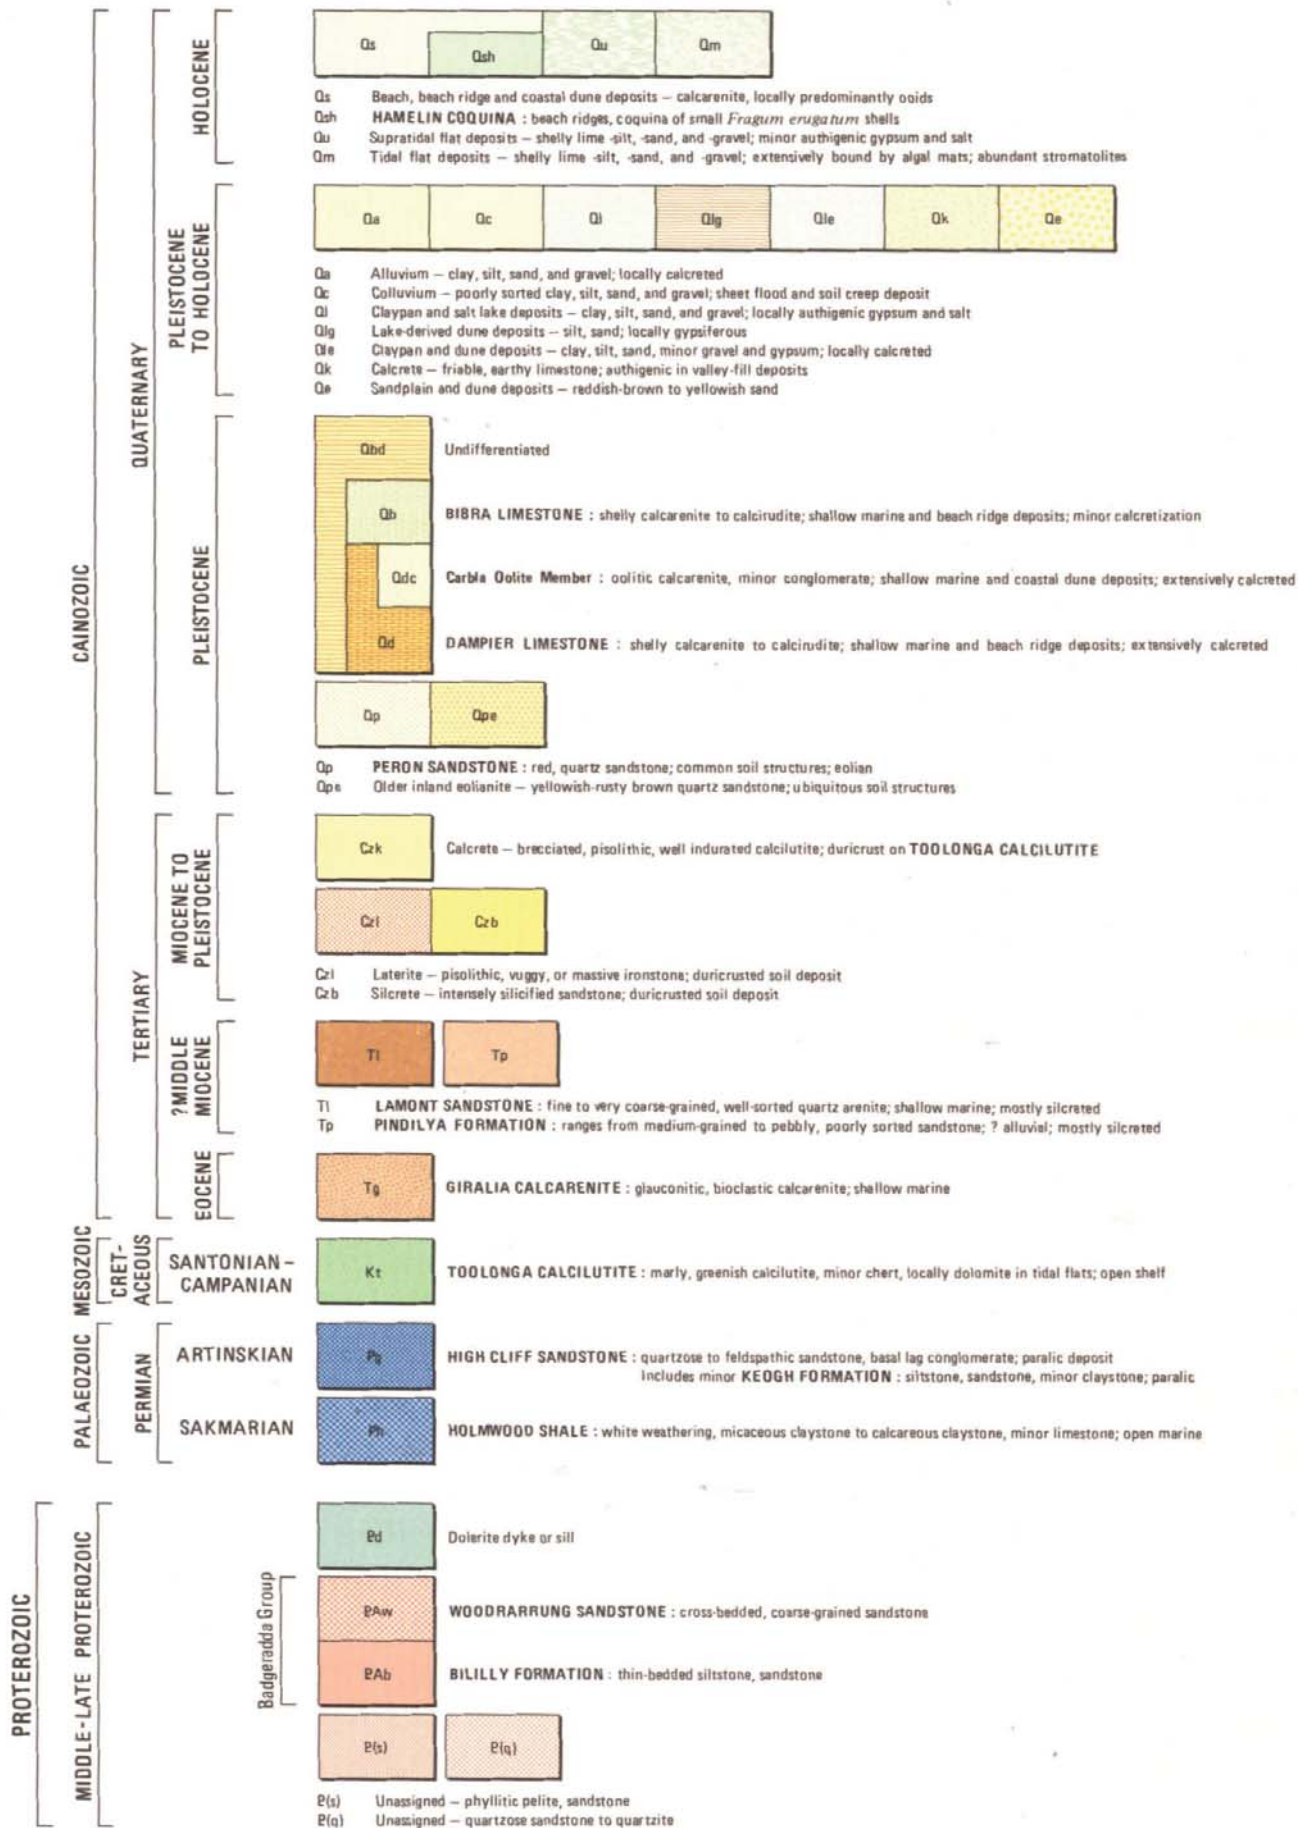 CAINOZOIC
QUATERNARY
HOLOCENE
Qs Qsh Qu Qm
Qs Beach, beach ridge and coastal dune deposits – calcarenite, locally predominantly ooids
Qsh HAMELIN COQUINA : beach ridges, coquina of small Fragum erugatum shells
Qu Supratidal flat deposits – shelly lime -silt, -sand, and -gravel; minor authigenic gypsum and salt
Qm Tidal flat deposits – shelly lime -silt, -sand, and -gravel; extensively bound by algal mats; abundant stromatolites
PLEISTOCENE
TO HOLOCENE
Qa Qc Ql Qlg Qle Qk Qe
Qa Alluvium – clay, silt, sand, and gravel; locally calcreted
Qc Colluvium – poorly sorted clay, silt, sand, and gravel; sheet flood and soil creep deposit
Ql Claypan and salt lake deposits – clay, silt, sand, and gravel; locally authigenic gypsum and salt
Qlg Lake-derived dune deposits – silt, sand; locally gypsiferous
Qle Claypan and dune deposits – clay, silt, sand, minor gravel and gypsum; locally calcreted
Qk Calcrete – friable, earthy limestone; authigenic in valley-fill deposits
Qe Sandplain and dune deposits – reddish-brown to yellowish sand
PLEISTOCENE
Qbd Undifferentiated
Qb BIBRA LIMESTONE : shelly calcarenite to calcirudite; shallow marine and beach ridge deposits; minor calcretization
Qdc Carbla Oolite Member : oolitic calcarenite, minor conglomerate; shallow marine and coastal dune deposits; extensively calcreted
Qd DAMPIER LIMESTONE : shelly calcarenite to calcirudite; shallow marine and beach ridge deposits; extensively calcreted
Qp Qpe
Qp PERON SANDSTONE : red, quartz sandstone; common soil structures; eolian
Qpe Older inland eolianite – yellowish-rusty brown quartz sandstone; ubiquitous soil structures
TERTIARY
MIOCENE TO
PLEISTOCENE
Czk Calcrete – brecciated, pisolithic, well indurated calcilutite; duricrust on TOOLONGA CALCILUTITE
Czl Czb
Czl Laterite – pisolithic, vuggy, or massive ironstone; duricrusted soil deposit
Czb Silcrete – intensely silicified sandstone; duricrusted soil deposit
?MIDDLE
MIOCENE
Tl Tp
Tl LAMONT SANDSTONE : fine to very coarse-grained, well-sorted quartz arenite; shallow marine; mostly silcreted
Tp PINDILYA FORMATION : ranges from medium-grained to pebbly, poorly sorted sandstone; ? alluvial; mostly silcreted
EOCENE
Tg GIRALIA CALCARENITE : glauconitic, bioclastic calcarenite; shallow marine
MESOZOIC
CRET-
ACEOUS
SANTONIAN –
CAMPANIAN
Kt TOOLONGA CALCILUTITE : marly, greenish calcilutite, minor chert, locally dolomite in tidal flats; open shelf
PALAEOZOIC
PERMIAN
ARTINSKIAN
Pg HIGH CLIFF SANDSTONE : quartzose to feldspathic sandstone, basal lag conglomerate; paralic deposit
Includes minor KEOGH FORMATION : siltstone, sandstone, minor claystone; paralic
SAKMARIAN
Ph HOLMWOOD SHALE : white weathering, micaceous claystone to calcareous claystone, minor limestone; open marine
PROTEROZOIC
MIDDLE-LATE PROTEROZOIC
Pd Dolerite dyke or sill
Badgeradda Group
PAw WOODRARRUNG SANDSTONE : cross-bedded, coarse-grained sandstone
PAb BILILLY FORMATION : thin-bedded siltstone, sandstone
P(s) P(q)
P(s) Unassigned – phyllitic pelite, sandstone
P(q) Unassigned – quartzose sandstone to quartzite